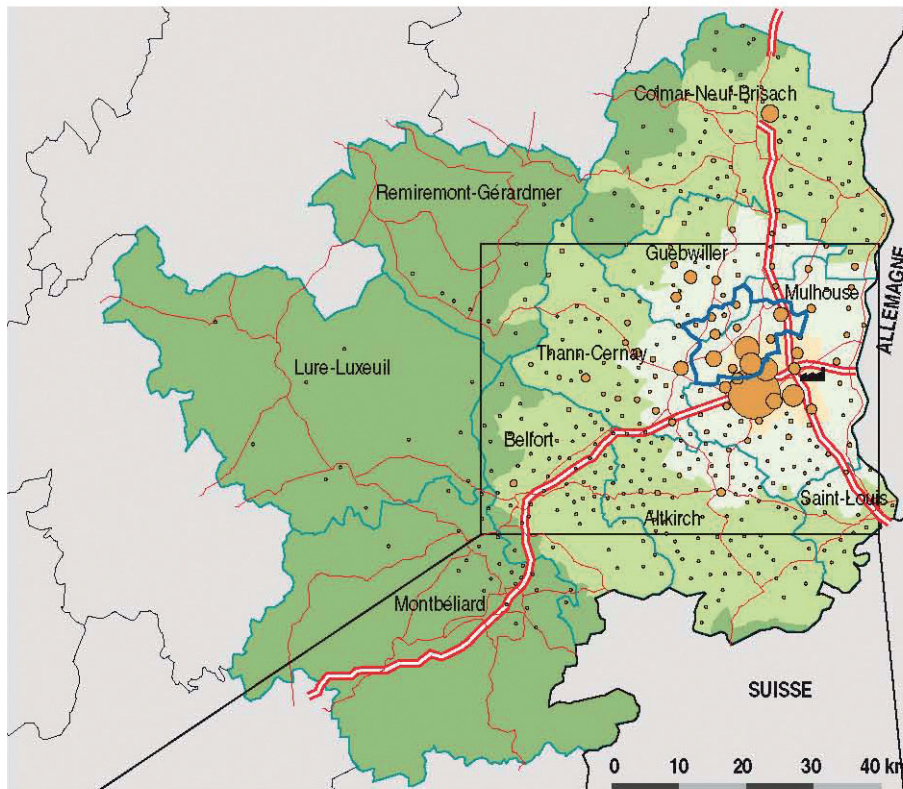 Colmar-Neuf-Brisach
Remiremont-Gérardmer
Guebwiller
Mulhouse
ALLEMAGNE
Lure-Luxeuil
Thann-Cernay
Belfort
Saint-Louis
Altkirch
Montbéliard
SUISSE
0 10 20 30 40 km